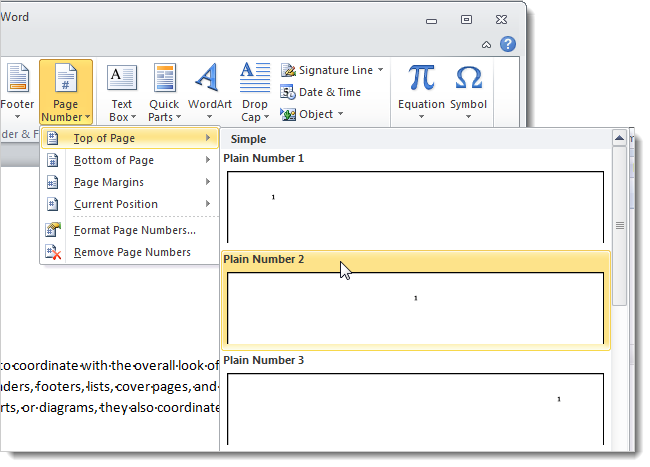 Word
?
Footer
Page
Number
#
A
Text
Box
Quick
Parts
A
WordArt
A
Drop
Cap
Signature Line
Date & Time
Object
π
Equation
Ω
Symbol
der & F
Top of Page
Bottom of Page
Page Margins
Current Position
Format Page Numbers...
Remove Page Numbers
Simple
Plain Number 1
1
Plain Number 2
1
Plain Number 3
1
to·coordinate·with·the·overall·look·of
ders,·footers,·lists,·cover·pages,·and
rts,·or·diagrams,·they·also·coordinate